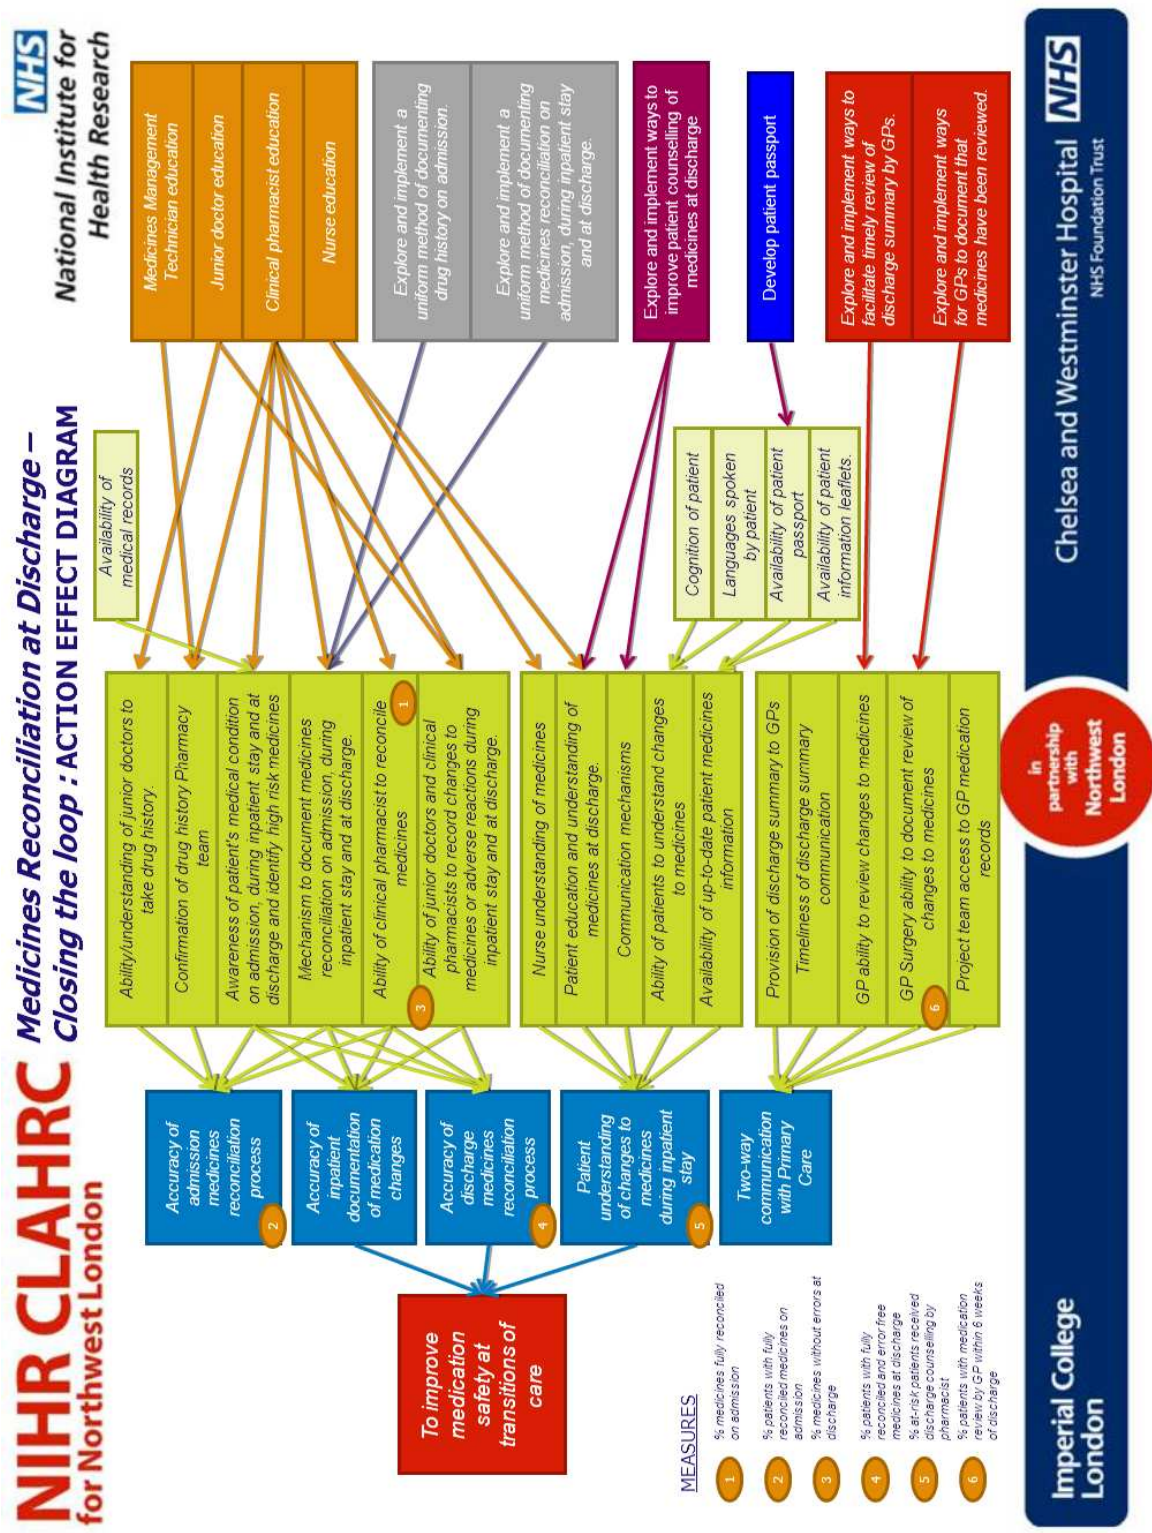 NIHR CLAHRC
for Northwest London
Medicines Reconciliation at Discharge –
Closing the loop : ACTION EFFECT DIAGRAM
NHS
National Institute for
Health Research
To improve
medication
safety at
transitions of
care
Accuracy of
admission
medicines
reconciliation
process
2
Accuracy of
inpatient
documentation
of medication
changes
Accuracy of
discharge
medicines
reconciliation
process
4
Patient
understanding
of changes to
medicines
during inpatient
stay
5
Two-way
communication
with Primary
Care
Ability/understanding of junior doctors to
take drug history.
Confirmation of drug history Pharmacy
team
Awareness of patient's medical condition
on admission, during inpatient stay and at
discharge and identify high risk medicines
Mechanism to document medicines
reconciliation on admission, during
inpatient stay and at discharge.
Ability of clinical pharmacist to reconcile
medicines
1
3
Ability of junior doctors and clinical
pharmacists to record changes to
medicines or adverse reactions during
inpatient stay and at discharge.
Nurse understanding of medicines
Patient education and understanding of
medicines at discharge.
Communication mechanisms
Ability of patients to understand changes
to medicines
Availability of up-to-date patient medicines
information
Provision of discharge summary to GPs
Timeliness of discharge summary
communication
GP ability to review changes to medicines
GP Surgery ability to document review of
changes to medicines
6
Project team access to GP medication
records
Availability of
medical records
Cognition of patient
Languages spoken
by patient
Availability of patient
passport
Availability of patient
information leaflets.
Medicines Management
Technician education
Junior doctor education
Clinical pharmacist education
Nurse education
Explore and implement a
uniform method of documenting
drug history on admission.
Explore and implement a
uniform method of documenting
medicines reconciliation on
admission, during inpatient stay
and at discharge.
Explore and implement ways to
improve patient counselling of
medicines at discharge
Develop patient passport
Explore and implement ways to
facilitate timely review of
discharge summary by GPs.
Explore and implement ways
for GPs to document that
medicines have been reviewed.
MEASURES
1
% medicines fully reconciled
on admission
2
% patients with fully
reconciled medicines on
admission
3
% medicines without errors at
discharge
4
% patients with fully
reconciled and error free
medicines at discharge
5
% at-risk patients received
discharge counselling by
pharmacist
6
% patients with medication
review by GP within 6 weeks
of discharge
Imperial College
London
in
partnership
with
Northwest
London
Chelsea and Westminster Hospital NHS
NHS Foundation Trust